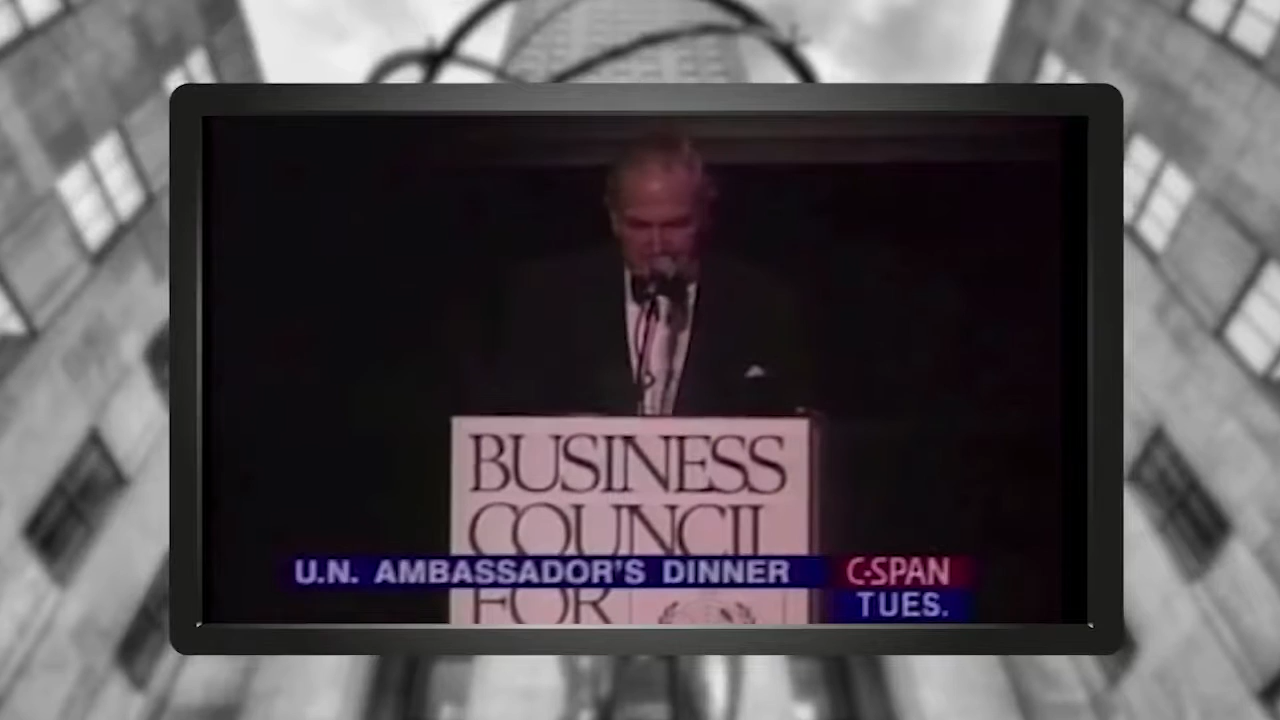 BUSINESS
COUNCIL
U.N. AMBASSADOR'S DINNER
C-SPAN
TUES.
FOR